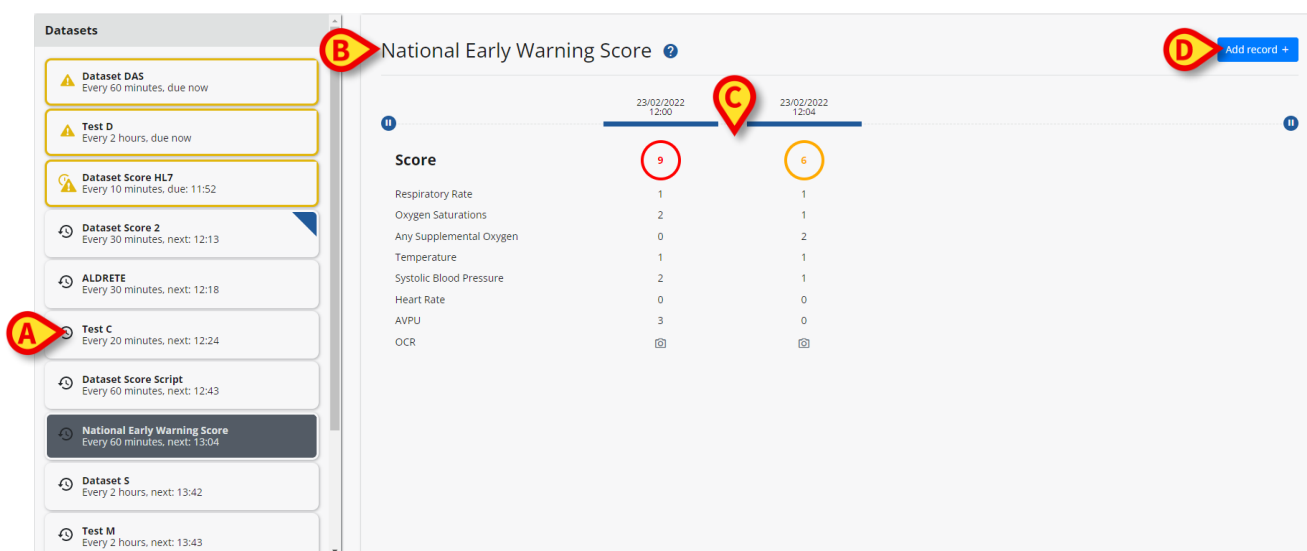 Datasets
Dataset DAS
Every 60 minutes, due now
Test D
Every 2 hours, due now
Dataset Score HL7
Every 10 minutes, due: 11:52
Dataset Score 2
Every 30 minutes, next: 12:13
ALDRETE
Every 30 minutes, next: 12:18
A
Test C
Every 20 minutes, next: 12:24
Dataset Score Script
Every 60 minutes, next: 12:43
National Early Warning Score
Every 60 minutes, next: 13:04
Dataset S
Every 2 hours, next: 13:42
Test M
Every 2 hours, next: 13:43
B
National Early Warning Score ?
D
Add record +
C
23/02/2022 23/02/2022
12:00 12:04
Score 9 6
Respiratory Rate 1 1
Oxygen Saturations 2 1
Any Supplemental Oxygen 0 2
Temperature 1 1
Systolic Blood Pressure 2 1
Heart Rate 0 0
AVPU 3 0
OCR